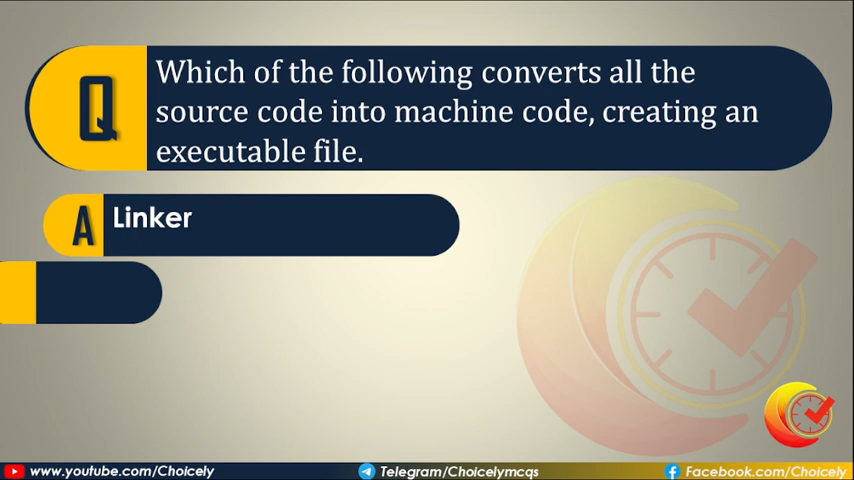 Q
Which of the following converts all the
source code into machine code, creating an
executable file.
A Linker
www.youtube.com/Choicely Telegram/Choicelymcqs Facebook.com/Choicely